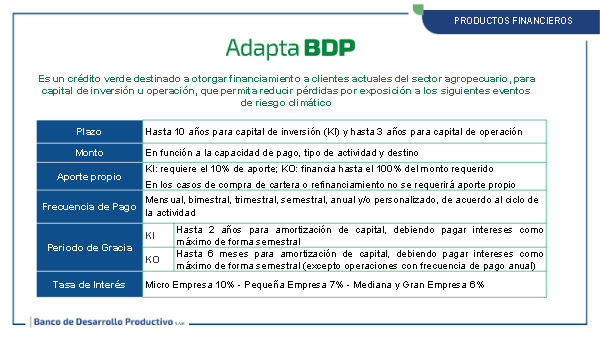 PRODUCTOS FINANCIEROS
Adapta BDP
Es un crédito verde destinado a otorgar financiamiento a clientes actuales del sector agropecuario, para
capital de inversión u operación, que permita reducir pérdidas por exposición a los siguientes eventos
de riesgo climático
Plazo
Hasta 10 años para capital de inversión (KI) y hasta 3 años para capital de operación
Monto
En función a la capacidad de pago, tipo de actividad y destino
Aporte propio
KI: requiere el 10% de aporte; KO: financia hasta el 100% del monto requerido
En los casos de compra de cartera o refinanciamiento no se requerirá aporte propio
Frecuencia de Pago
Mensual, bimestral, trimestral, semestral, anual y/o personalizado, de acuerdo al ciclo de
la actividad
Periodo de Gracia
KI
Hasta 2 años para amortización de capital, debiendo pagar intereses como
máximo de forma semestral
KO
Hasta 6 meses para amortización de capital, debiendo pagar intereses como
máximo de forma semestral (excepto operaciones con frecuencia de pago anual)
Tasa de Interés
Micro Empresa 10% - Pequeña Empresa 7% - Mediana y Gran Empresa 6%
Banco de Desarrollo Productivo S.A.M.